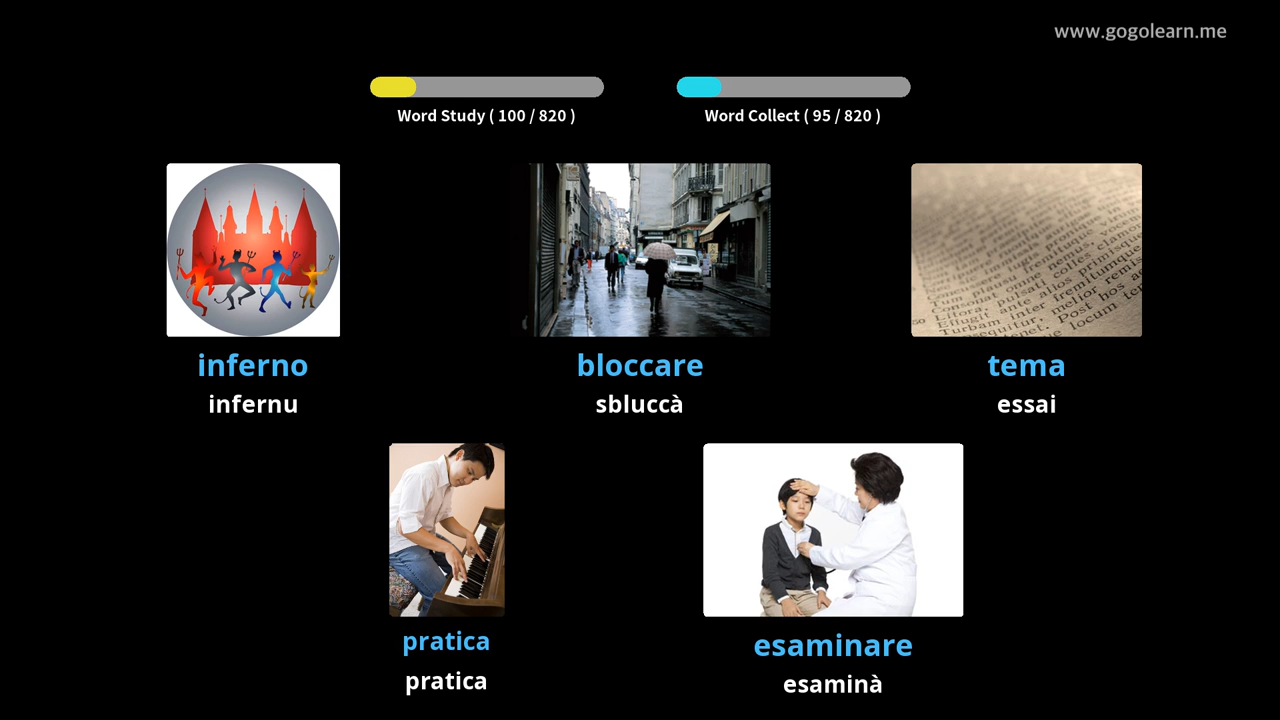 www.gogolearn.me
Word Study ( 100 / 820 )
Word Collect ( 95 / 820 )
inferno
infernu
bloccare
sbluccà
tema
essai
pratica
pratica
esaminare
esaminà